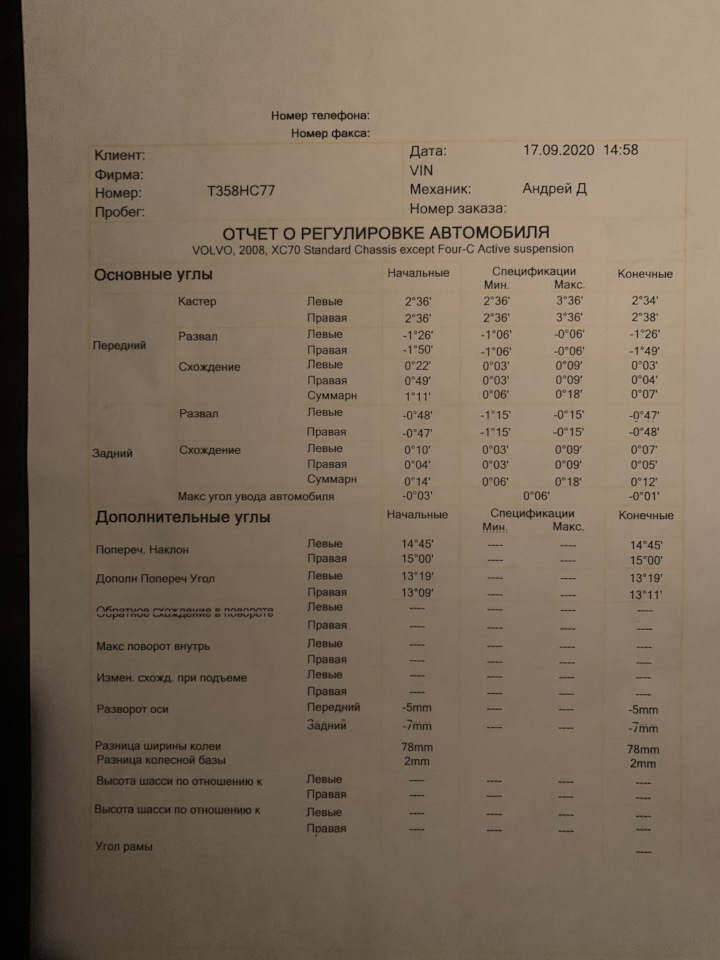 Номер телефона:
Номер факса:
Клиент: Дата: 17.09.2020 14:58
Фирма: VIN
Номер: T358HC77 Механик: Андрей Д
Пробег: Номер заказа:
ОТЧЕТ О РЕГУЛИРОВКЕ АВТОМОБИЛЯ
VOLVO, 2008, XC70 Standard Chassis except Four-C Active suspension
Основные углы Начальные Спецификации Конечные
Мин. Макс.
Кастер Левые 2°36' 2°36' 3°36' 2°34'
Правая 2°36' 2°36' 3°36' 2°38'
Развал Левые -1°26' -1°06' -0°06' -1°26'
Передний Правая -1°50' -1°06' -0°06' -1°49'
Схождение Левые 0°22' 0°03' 0°09' 0°03'
Правая 0°49' 0°03' 0°09' 0°04'
Суммарн 1°11' 0°06' 0°18' 0°07'
Развал Левые -0°48' -1°15' -0°15' -0°47'
Правая -0°47' -1°15' -0°15' -0°48'
Задний Схождение Левые 0°10' 0°03' 0°09' 0°07'
Правая 0°04' 0°03' 0°09' 0°05'
Суммарн 0°14' 0°06' 0°18' 0°12'
Макс угол увода автомобиля -0°03' 0°06' -0°01'
Дополнительные углы Начальные Спецификации Конечные
Мин. Макс.
Попереч. Наклон Левые 14°45' ---- ---- 14°45'
Правая 15°00' ---- ---- 15°00'
Дополн Попереч Угол Левые 13°19' ---- ---- 13°19'
Правая 13°09' ---- ---- 13°11'
Обратное схождение в повороте Левые ---- ---- ---- ----
Правая ---- ---- ---- ----
Макс поворот внутрь Левые ---- ---- ---- ----
Правая ---- ---- ---- ----
Измен. схожд. при подъеме Левые ---- ---- ---- ----
Правая ---- ---- ---- ----
Разворот оси Передний -5mm ---- ---- -5mm
Задний -7mm ---- ---- -7mm
Разница ширины колеи 78mm 78mm
Разница колесной базы 2mm 2mm
Высота шасси по отношению к Левые ---- ---- ---- ----
Правая ---- ---- ---- ----
Высота шасси по отношению к Левые ---- ---- ---- ----
Правая ---- ---- ---- ----
Угол рамы ----